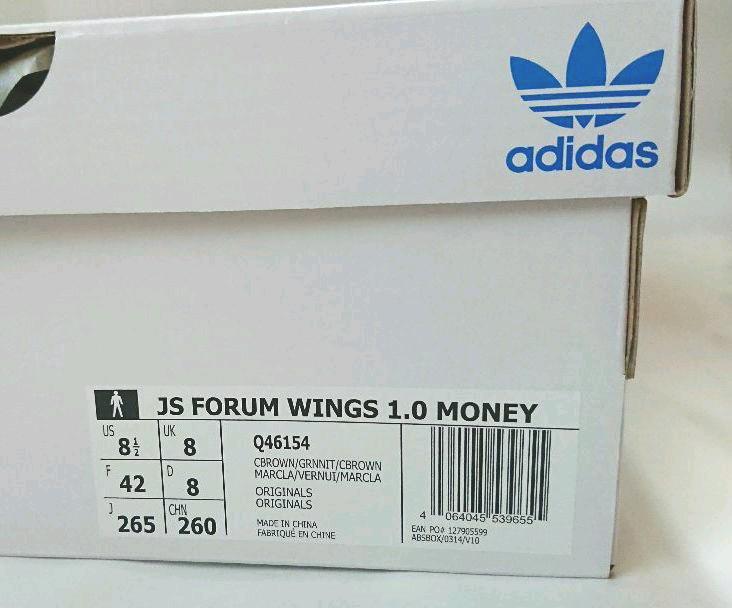 adidas
JS FORUM WINGS 1.0 MONEY
US
8½
UK
8
F
42
D
8
J
265
CHN
260
Q46154
CBROWN/GRNNIT/CBROWN
MARCLA/VERNUI/MARCLA
ORIGINALS
ORIGINALS
MADE IN CHINA
FABRIQUÉ EN CHINE
4 064045 539655
EAN PO# 127905599
ABSBOX/0314/V10